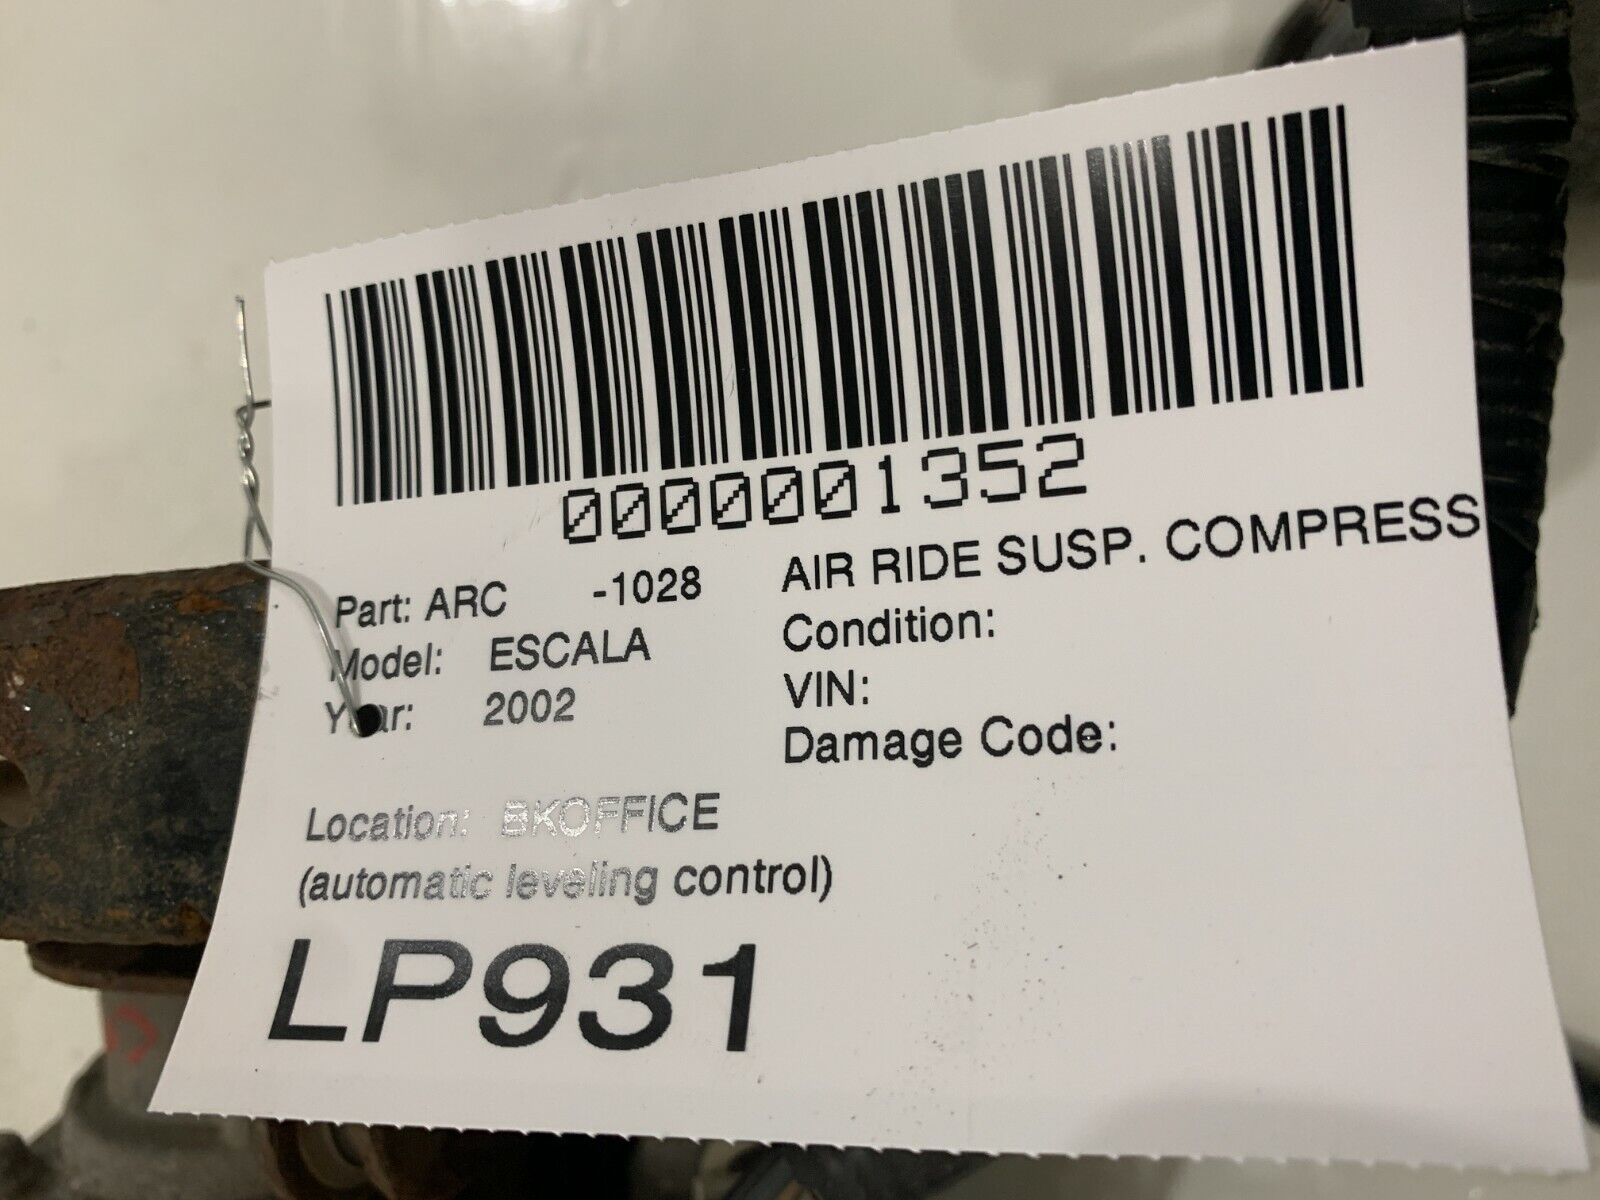 0000001352
Part: ARC -1028 AIR RIDE SUSP. COMPRESS
Model: ESCALA Condition:
Year: 2002 VIN:
Damage Code:
Location: BKOFFICE
(automatic leveling control)
LP931